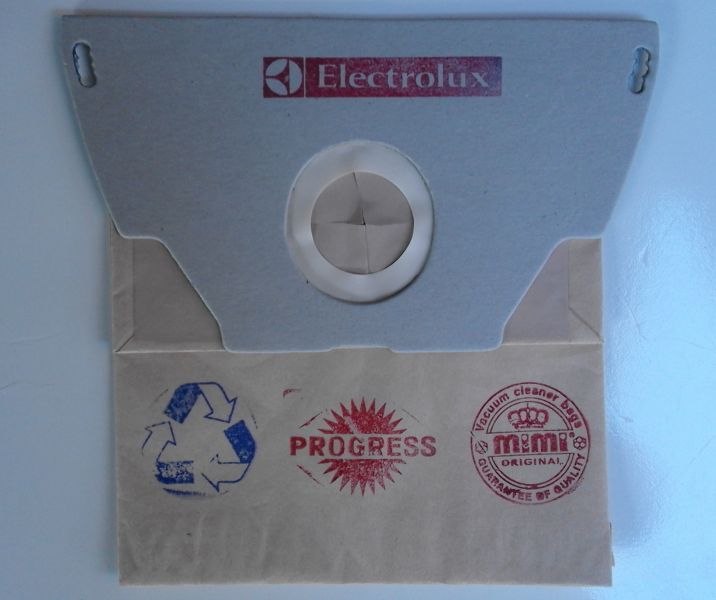 Electrolux
PROGRESS
Vacuum cleaner bags
mimi®
ORIGINAL
GUARANTEE OF QUALITY